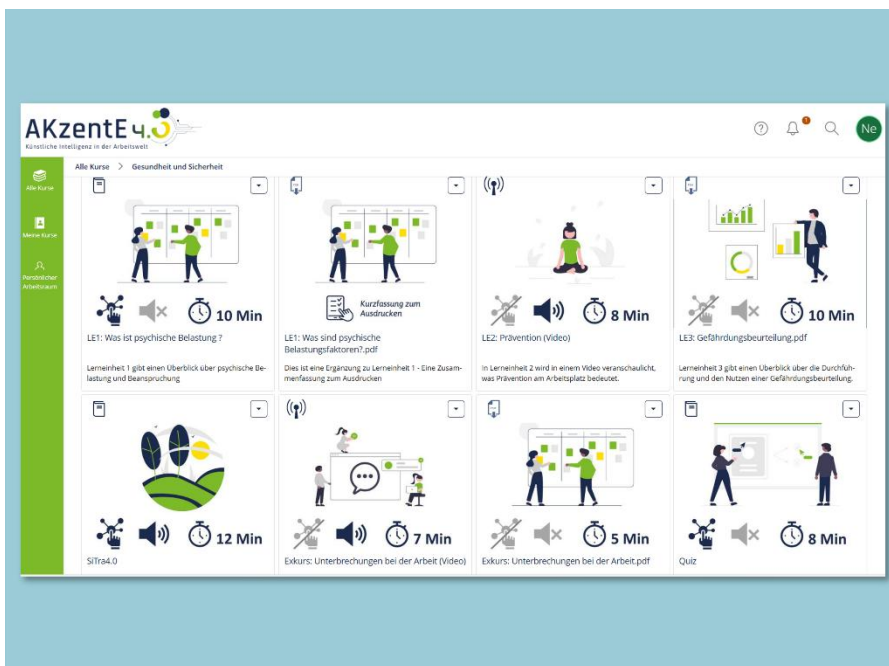 AKzentE 4.0
Künstliche Intelligenz in der Arbeitswelt
Ne
Alle Kurse > Gesundheit und Sicherheit
Alle Kurse
Meine Kurse
Persönlicher
Arbeitsraum
10 Min
LE1: Was ist psychische Belastung ?
Lerneinheit 1 gibt einen Überblick über psychische Be-
lastung und Beanspruchung
Kurzfassung zum
Ausdrucken
LE1: Was sind psychische
Belastungsfaktoren?.pdf
Dies ist eine Ergänzung zu Lerneinheit 1 - Eine Zusam-
menfassung zum Ausdrucken
8 Min
LE2: Prävention (Video)
In Lerneinheit 2 wird in einem Video veranschaulicht,
was Prävention am Arbeitsplatz bedeutet.
10 Min
LE3: Gefährdungsbeurteilung.pdf
Lerneinheit 3 gibt einen Überblick über die Durchfüh-
rung und den Nutzen einer Gefährdungsbeurteilung.
12 Min
SiTra4.0
7 Min
Exkurs: Unterbrechungen bei der Arbeit (Video)
5 Min
Exkurs: Unterbrechungen bei der Arbeit.pdf
8 Min
Quiz